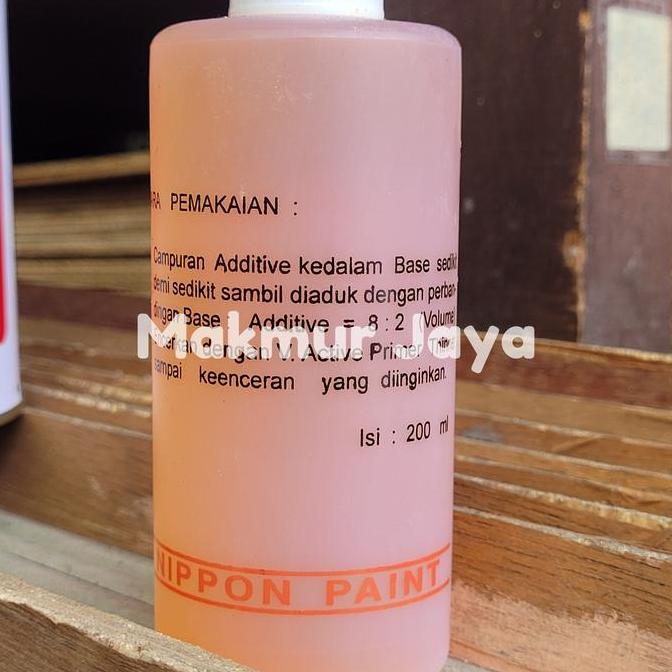 RA PEMAKAIAN :
Campuran Additive kedalam Base sedikit
demi sedikit sambil diaduk dengan perban-
dingan Base : Additive = 8 : 2 (Volume)
dengan V. Active Primer Thinner
sampai keenceran yang diinginkan.
Isi : 200 ml
NIPPON PAINT
Makmur Jaya